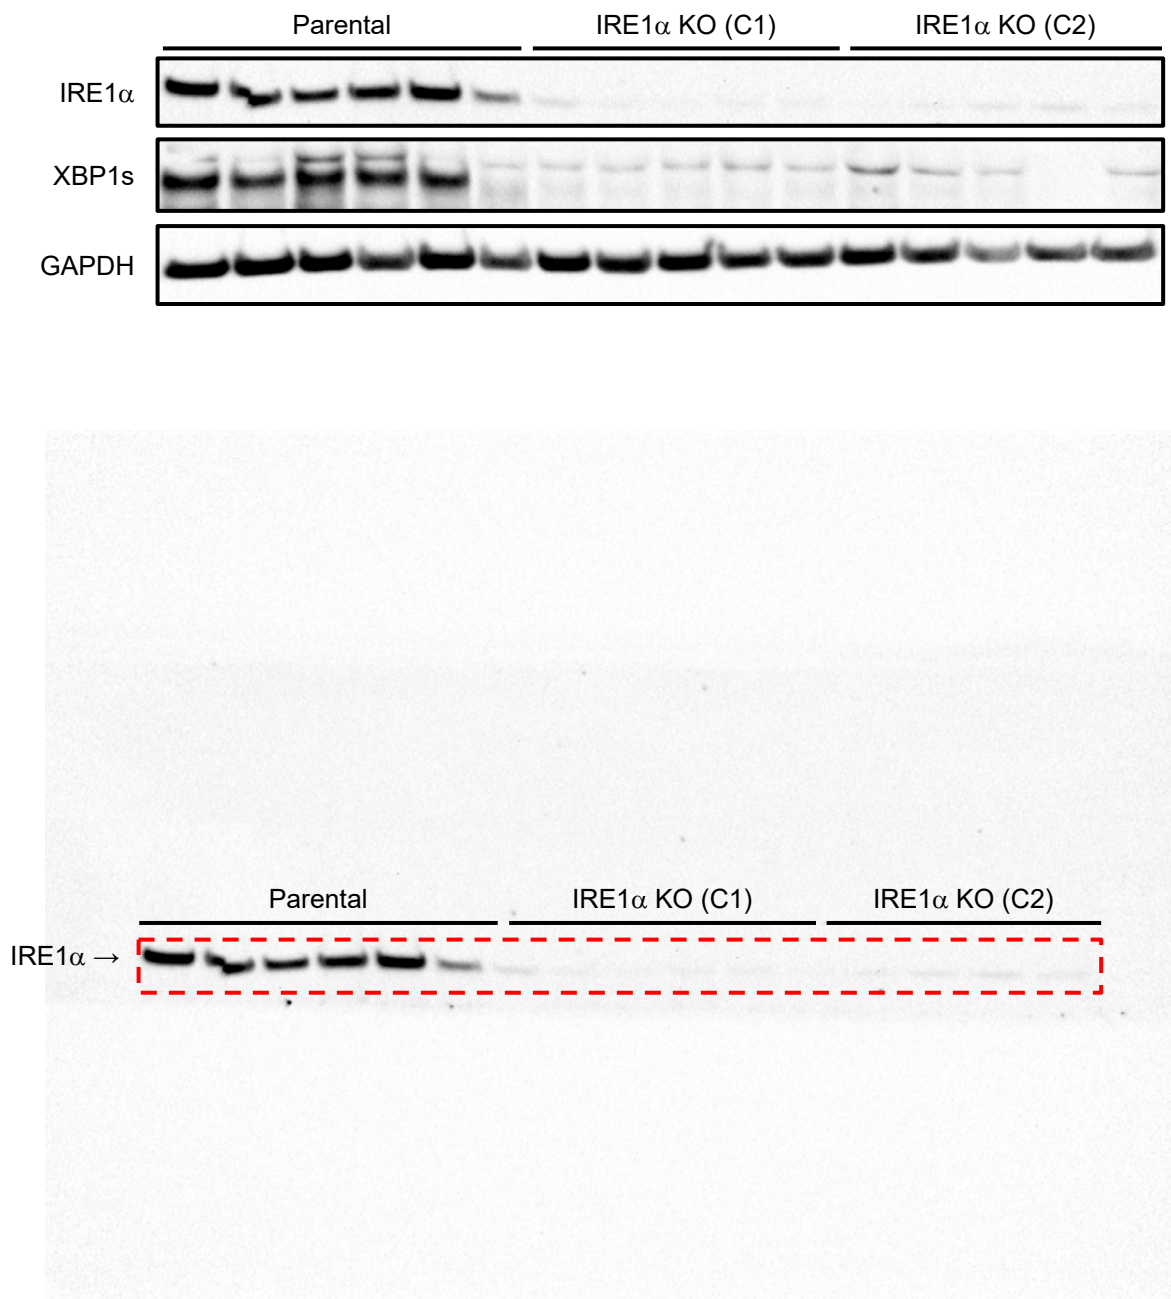 Parental IRE1α KO (C1) IRE1α KO (C2)
IRE1α
XBP1s
GAPDH
Parental IRE1α KO (C1) IRE1α KO (C2)
IRE1α →